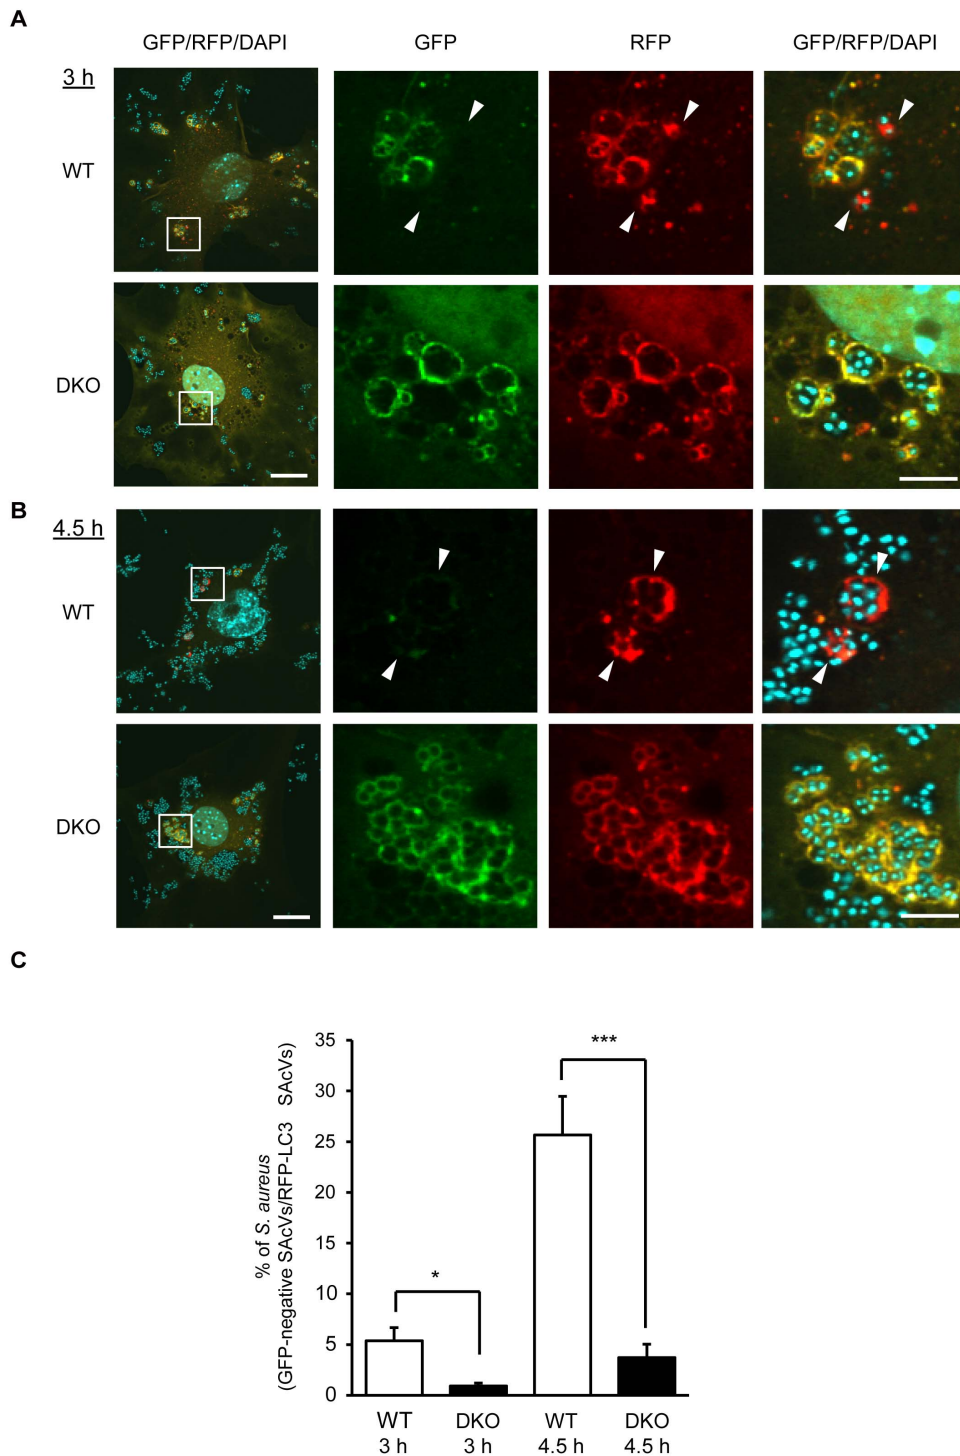 A
GFP/RFP/DAPI GFP RFP GFP/RFP/DAPI
3 h
WT
DKO
B
4.5 h
WT
DKO
C
% of S. aureus
(GFP-negative SAcVs/RFP-LC3 SAcVs)
35
30
25
20
15
10
5
0
*
***
WT DKO WT DKO
3 h 3 h 4.5 h 4.5 h